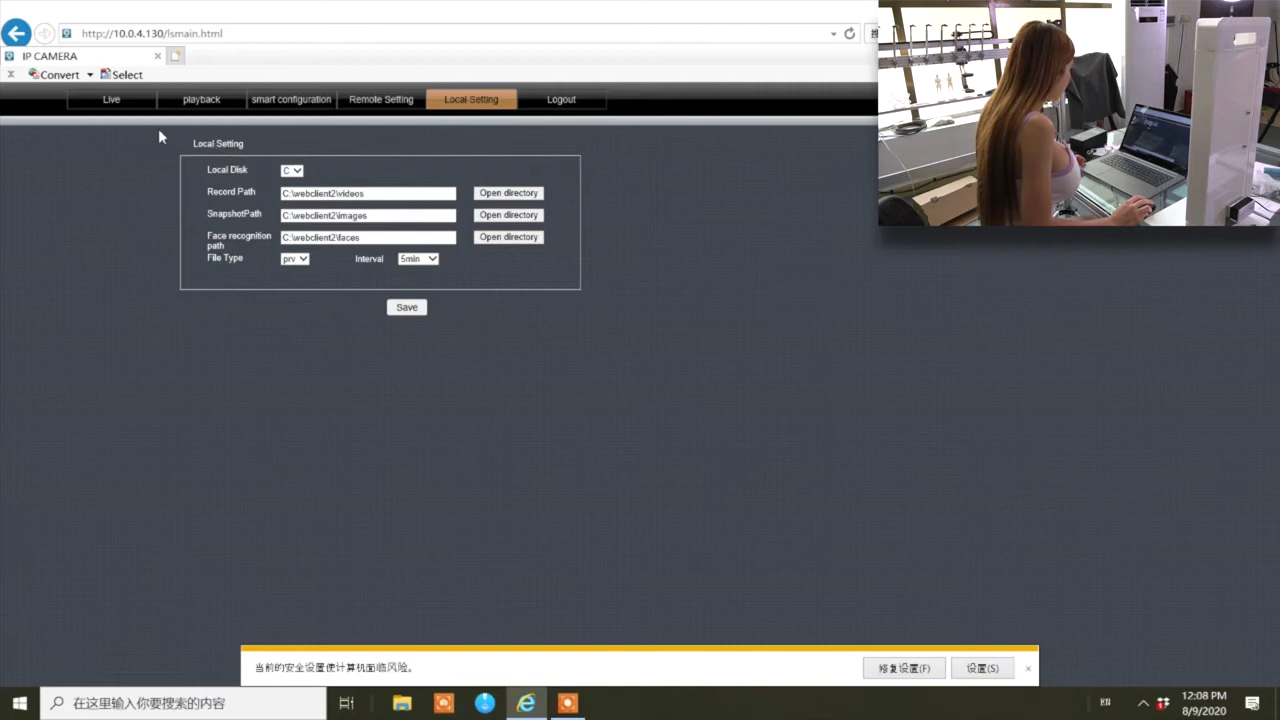 http://10.0.4.130/lsmain.html
IP CAMERA
x Convert Select
Live playback smart configuration Remote Setting Local Setting Logout
Local Setting
Local Disk C
Record Path C:\webclient2\videos Open directory
SnapshotPath C:\webclient2\images Open directory
Face recognition path C:\webclient2\faces Open directory
File Type prv Interval 5min
Save
当前的安全设置使计算机面临风险。 修复设置(F) 设置(S) ×
在这里输入你要搜索的内容
12:08 PM
8/9/2020